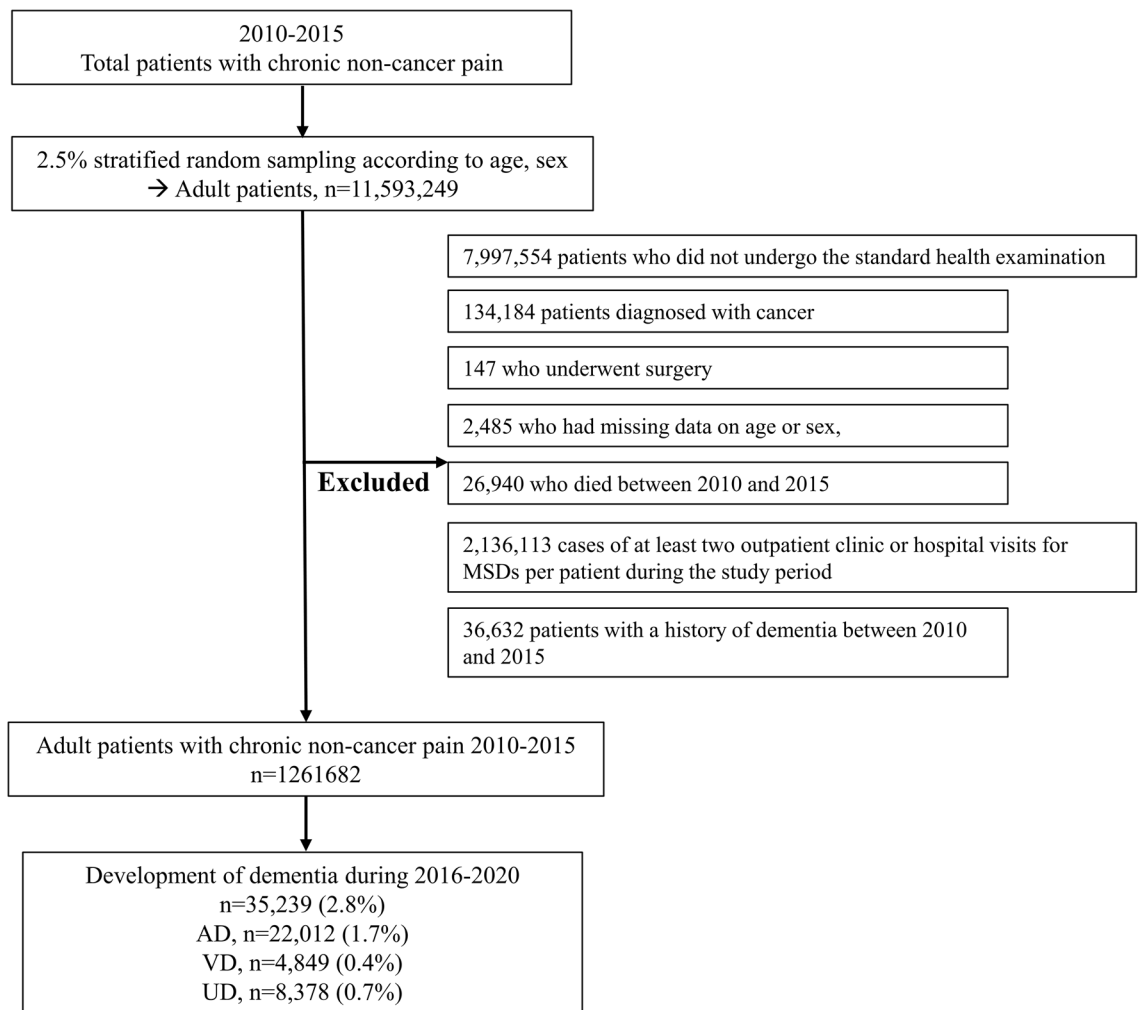 2010-2015
Total patients with chronic non-cancer pain
2.5% stratified random sampling according to age, sex
→ Adult patients, n=11,593,249
7,997,554 patients who did not undergo the standard health examination
134,184 patients diagnosed with cancer
147 who underwent surgery
2,485 who had missing data on age or sex,
Excluded
26,940 who died between 2010 and 2015
2,136,113 cases of at least two outpatient clinic or hospital visits for
MSDs per patient during the study period
36,632 patients with a history of dementia between 2010
and 2015
Adult patients with chronic non-cancer pain 2010-2015
n=1261682
Development of dementia during 2016-2020
n=35,239 (2.8%)
AD, n=22,012 (1.7%)
VD, n=4,849 (0.4%)
UD, n=8,378 (0.7%)